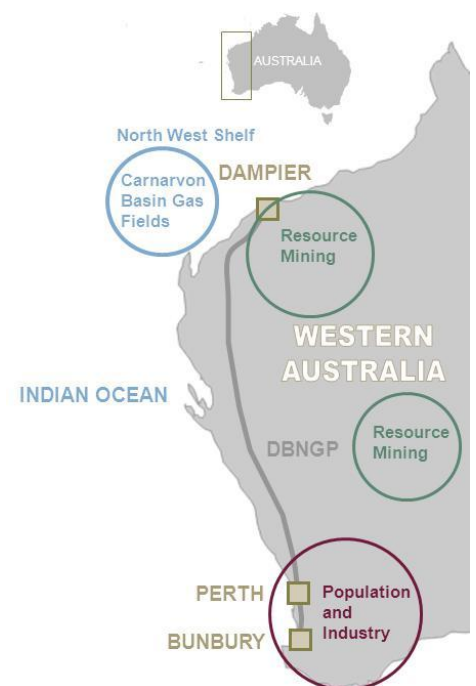 AUSTRALIA
North West Shelf
Carnarvon
Basin Gas
Fields
DAMPIER
Resource
Mining
WESTERN
AUSTRALIA
INDIAN OCEAN
Resource
Mining
DBNGP
PERTH
Population
and
Industry
BUNBURY